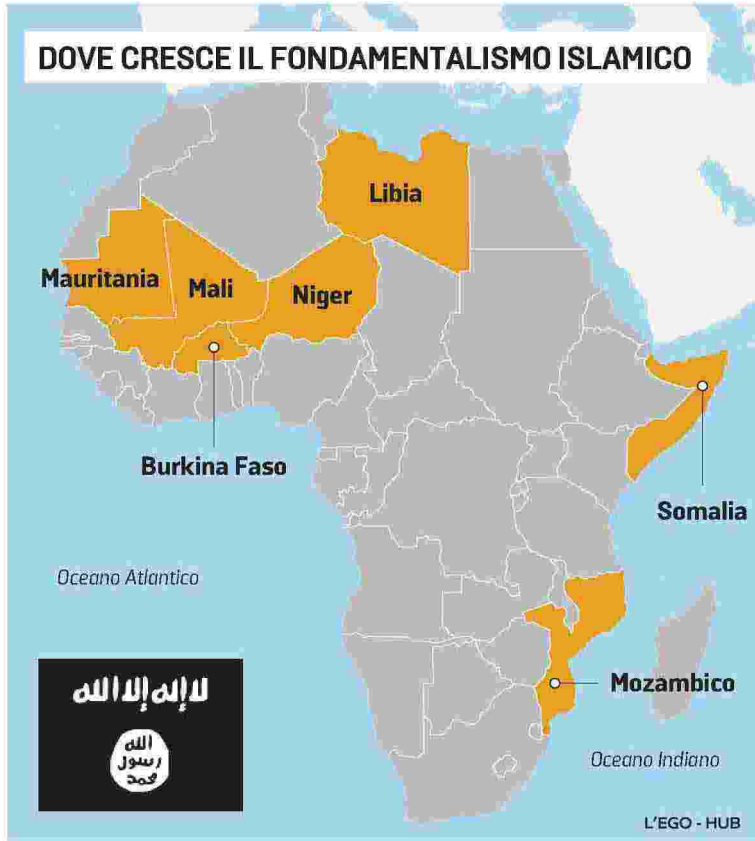 DOVE CRESCE IL FONDAMENTALISMO ISLAMICO
Libia
Mauritania
Mali
Niger
Burkina Faso
Somalia
Oceano Atlantico
لا إله إلا الله
الله
رسول
محمد
Mozambico
Oceano Indiano
L'EGO - HUB